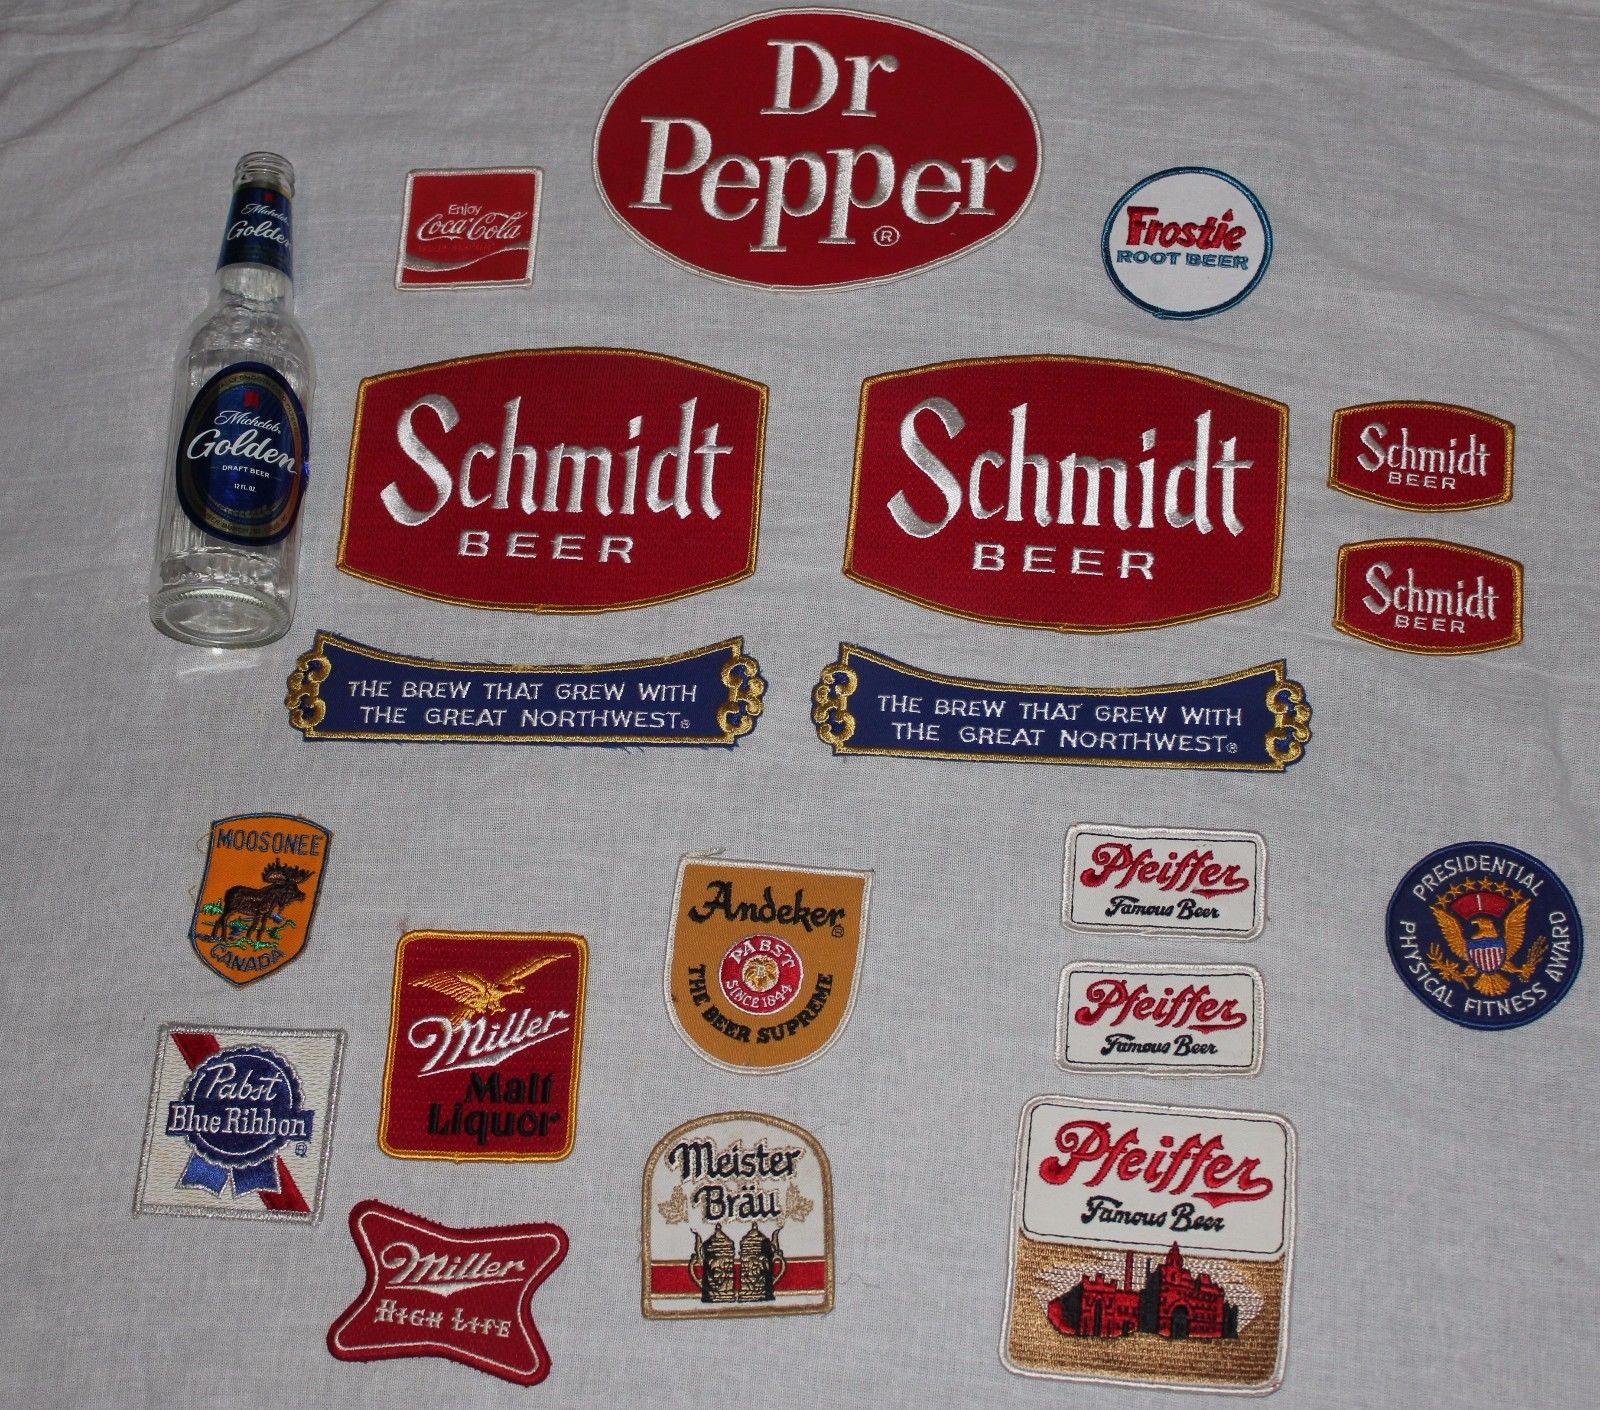 Dr
Pepper
®
Michelob
Golden
Enjoy
Coca-Cola
Frostie
ROOT BEER
Michelob.
Golden
DRAFT BEER
12 FL. OZ.
Schmidt
BEER
Schmidt
BEER
Schmidt
BEER
Schmidt
BEER
THE BREW THAT GREW WITH
THE GREAT NORTHWEST®
THE BREW THAT GREW WITH
THE GREAT NORTHWEST®
MOOSONEE
CANADA
Miller
Malt
Liquor
Andeker®
PABST
SINCE 1844
THE BEER SUPREME
Pfeiffer
Famous Beer
Pfeiffer
Famous Beer
PRESIDENTIAL
PHYSICAL FITNESS AWARD
Pabst
Blue Ribbon
®
Miller
HIGH LIFE
Meister
Bräu
Pfeiffer
Famous Beer